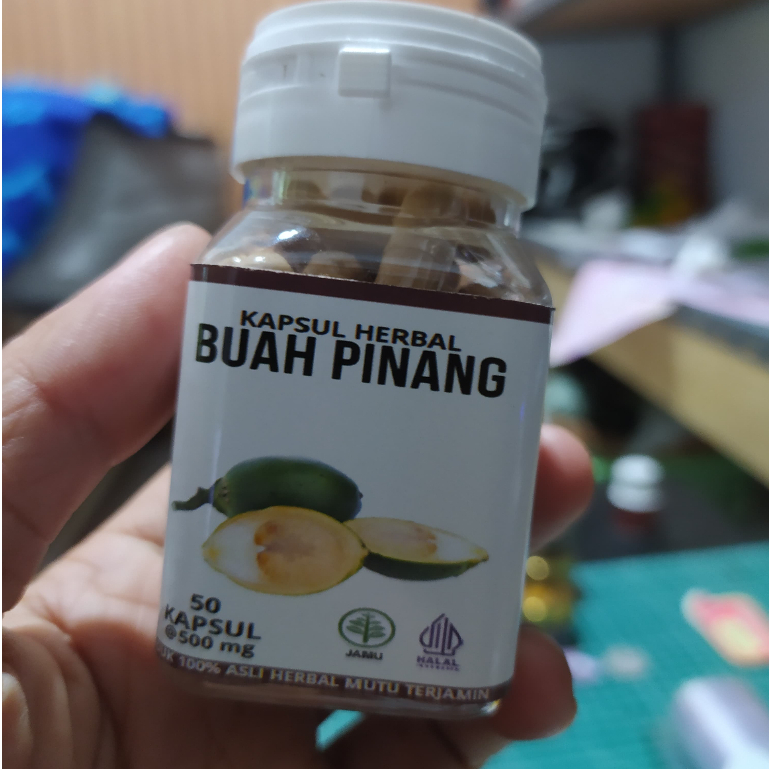 KAPSUL HERBAL
BUAH PINANG
50
KAPSUL
@500 mg
JAMU
HALAL
100% ASLI HERBAL MUTU TERJAMIN